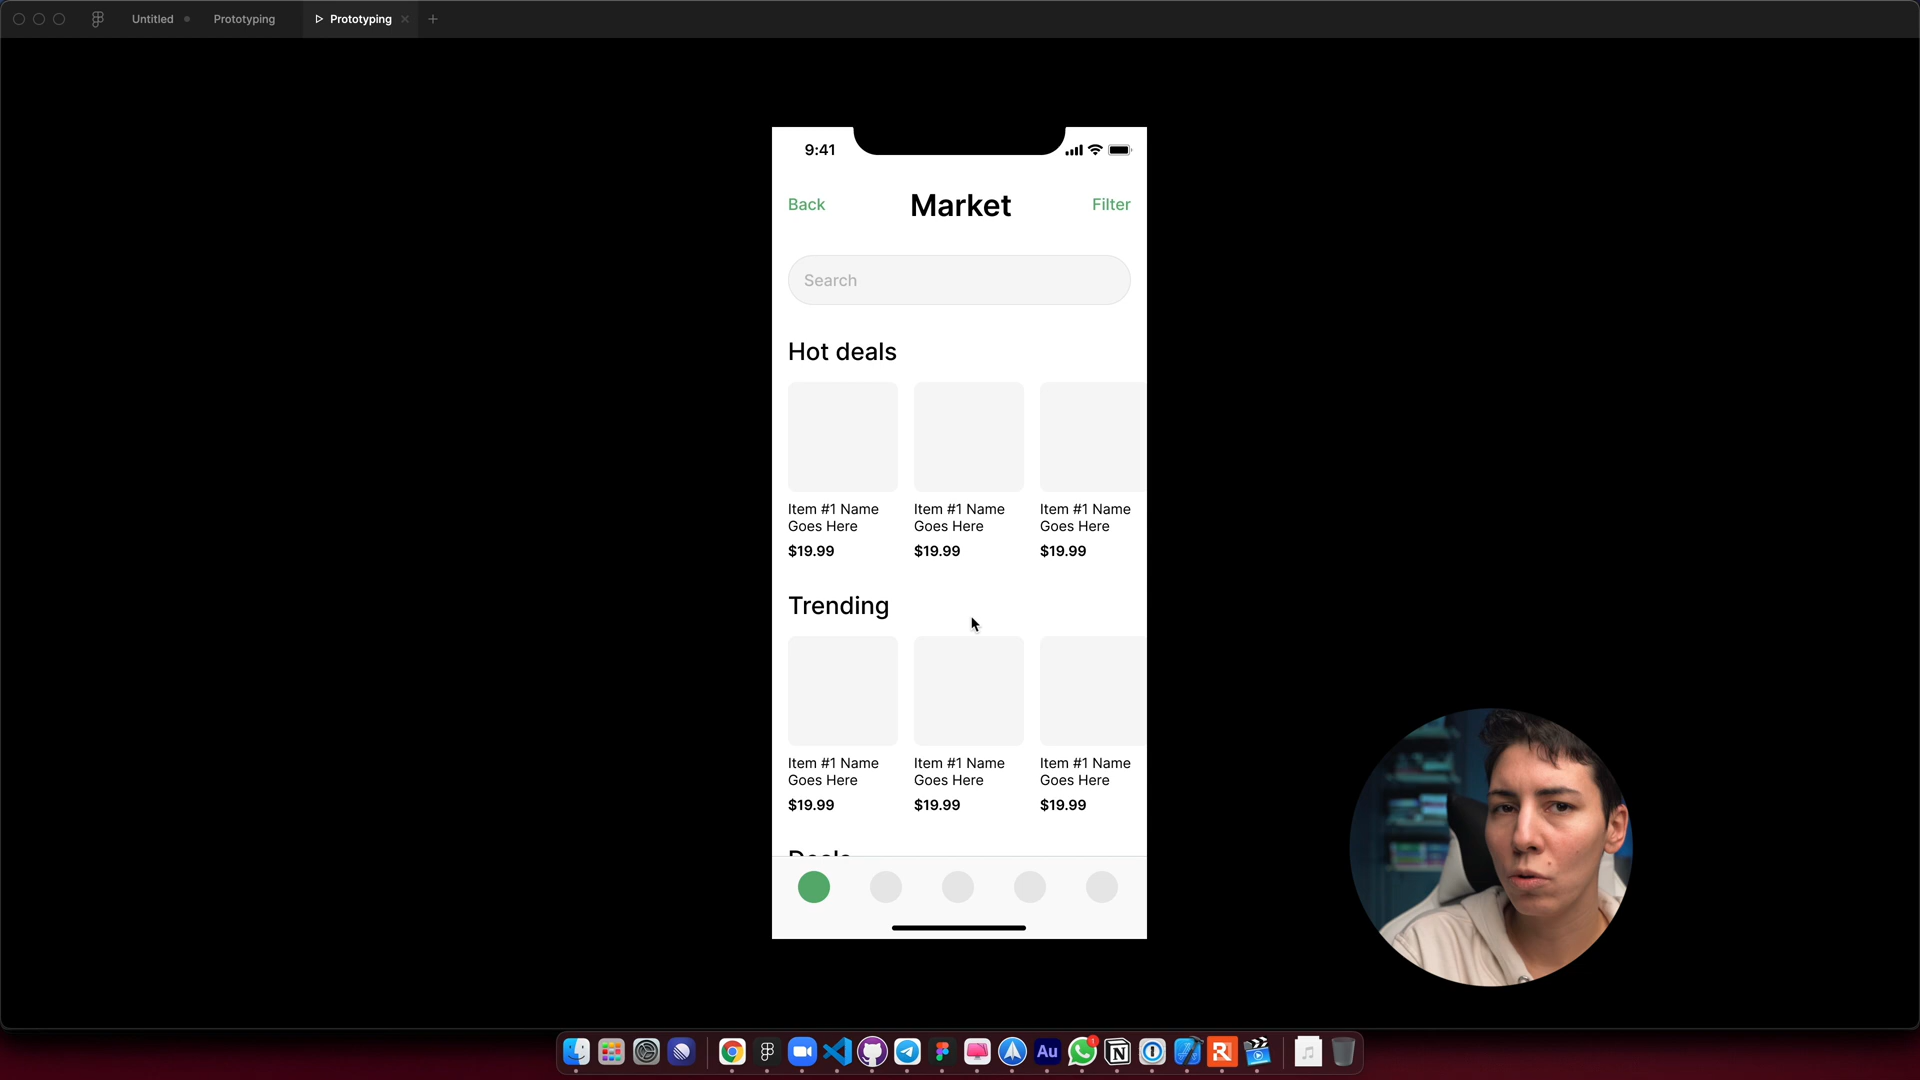 Untitled
Prototyping
Prototyping
9:41
Back
Market
Filter
Search
Hot deals
Item #1 Name
Goes Here
$19.99
Item #1 Name
Goes Here
$19.99
Item #1 Name
Goes Here
$19.99
Trending
Item #1 Name
Goes Here
$19.99
Item #1 Name
Goes Here
$19.99
Item #1 Name
Goes Here
$19.99
Deals
Au
1